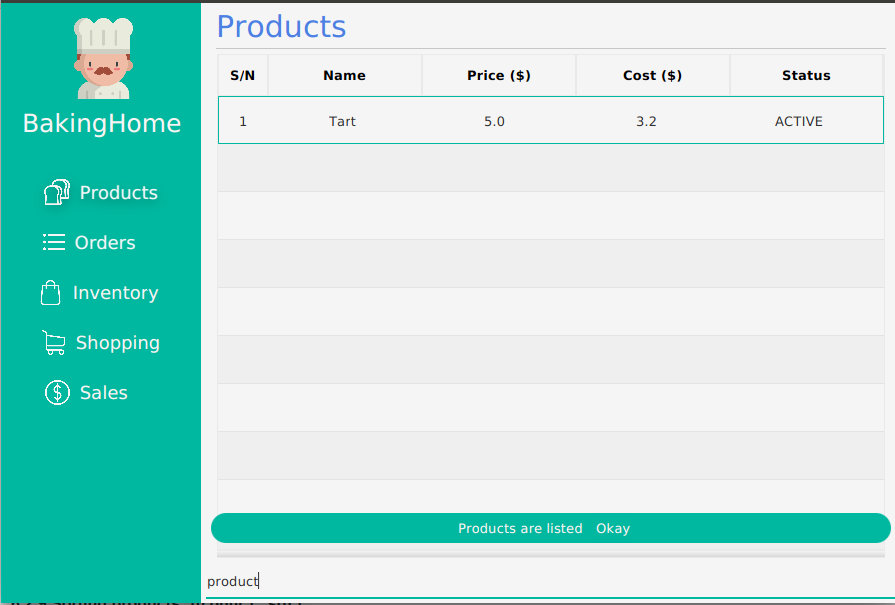 Products
S/N Name Price ($) Cost ($) Status
1 Tart 5.0 3.2 ACTIVE
BakingHome
Products
Orders
Inventory
Shopping
Sales
Products are listed Okay
product